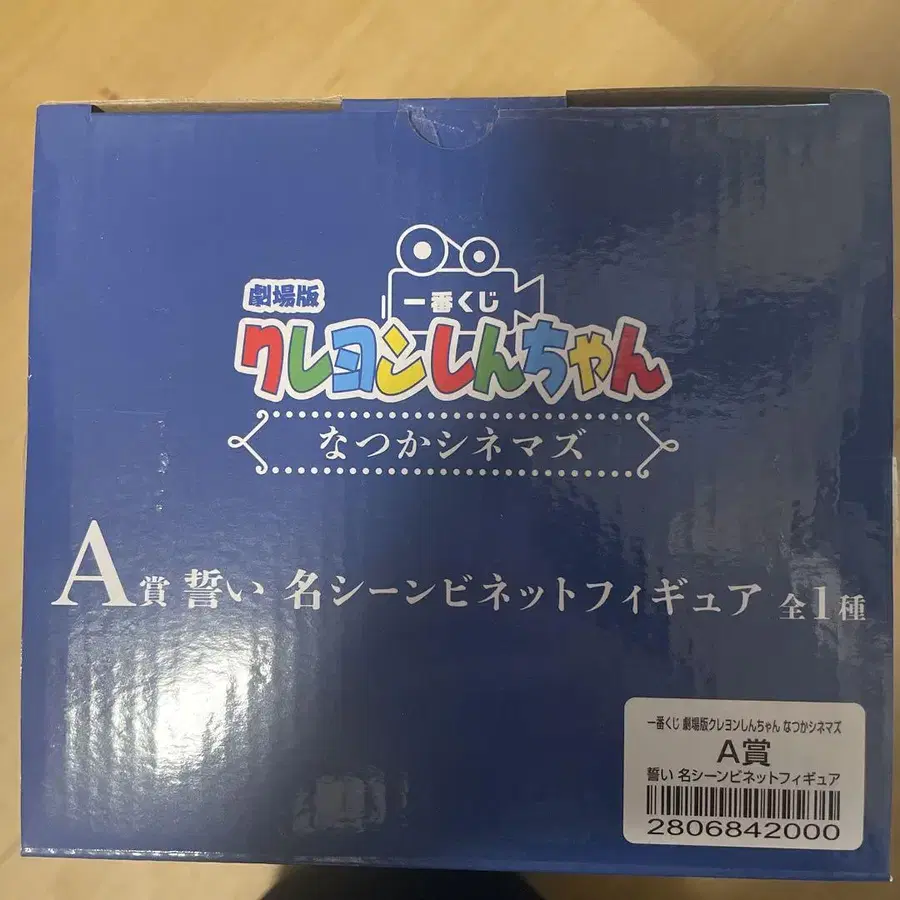 劇場版
一番くじ
クレヨンしんちゃん
なつかシネマズ
A賞 誓い 名シーンビネットフィギュア 全1種
一番くじ 劇場版クレヨンしんちゃん なつかシネマズ
A賞
誓い 名シーンビネットフィギュア
2806842000